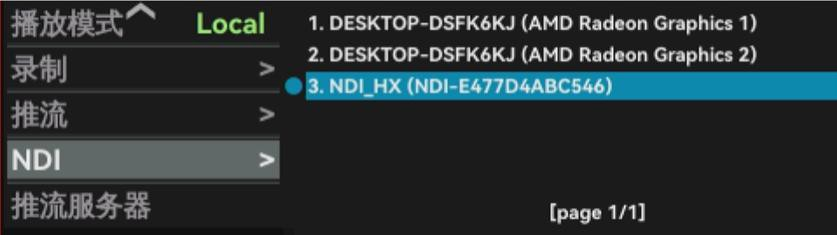 播放模式 Local
录制 >
推流 >
NDI >
推流服务器
1. DESKTOP-DSFK6KJ (AMD Radeon Graphics 1)
2. DESKTOP-DSFK6KJ (AMD Radeon Graphics 2)
3. NDI_HX (NDI-E477D4ABC546)
[page 1/1]